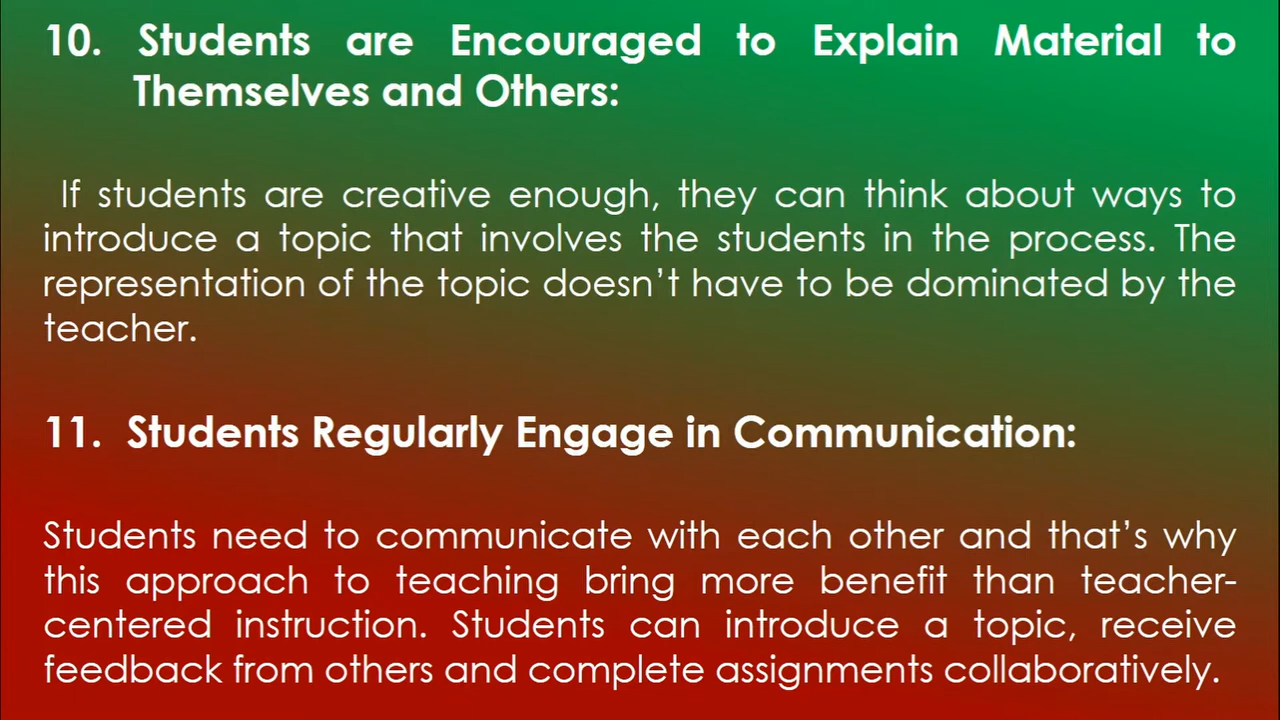 10. Students are Encouraged to Explain Material to
Themselves and Others:
If students are creative enough, they can think about ways to
introduce a topic that involves the students in the process. The
representation of the topic doesn’t have to be dominated by the
teacher.
11. Students Regularly Engage in Communication:
Students need to communicate with each other and that’s why
this approach to teaching bring more benefit than teacher-
centered instruction. Students can introduce a topic, receive
feedback from others and complete assignments collaboratively.